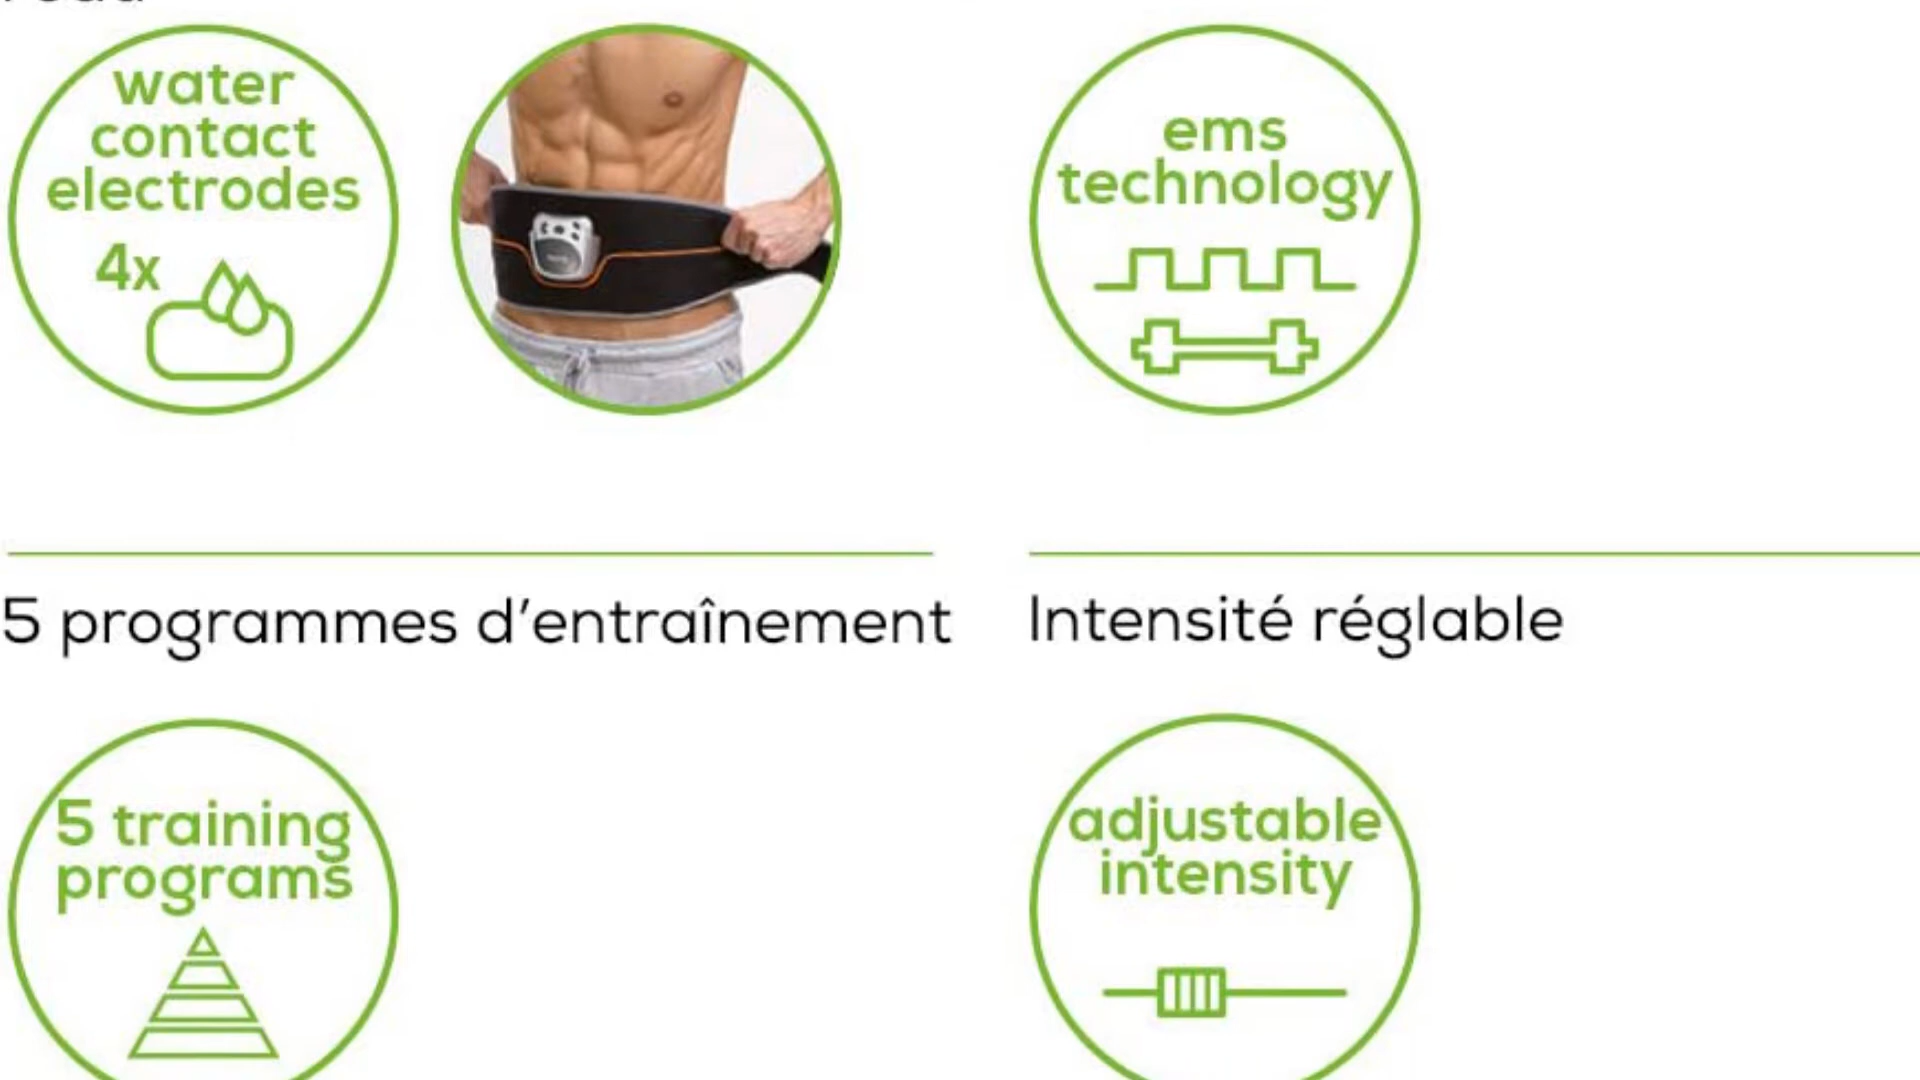 water
contact
electrodes
4x
ems
technology
5 programmes d'entraînement
Intensité réglable
5 training
programs
adjustable
intensity